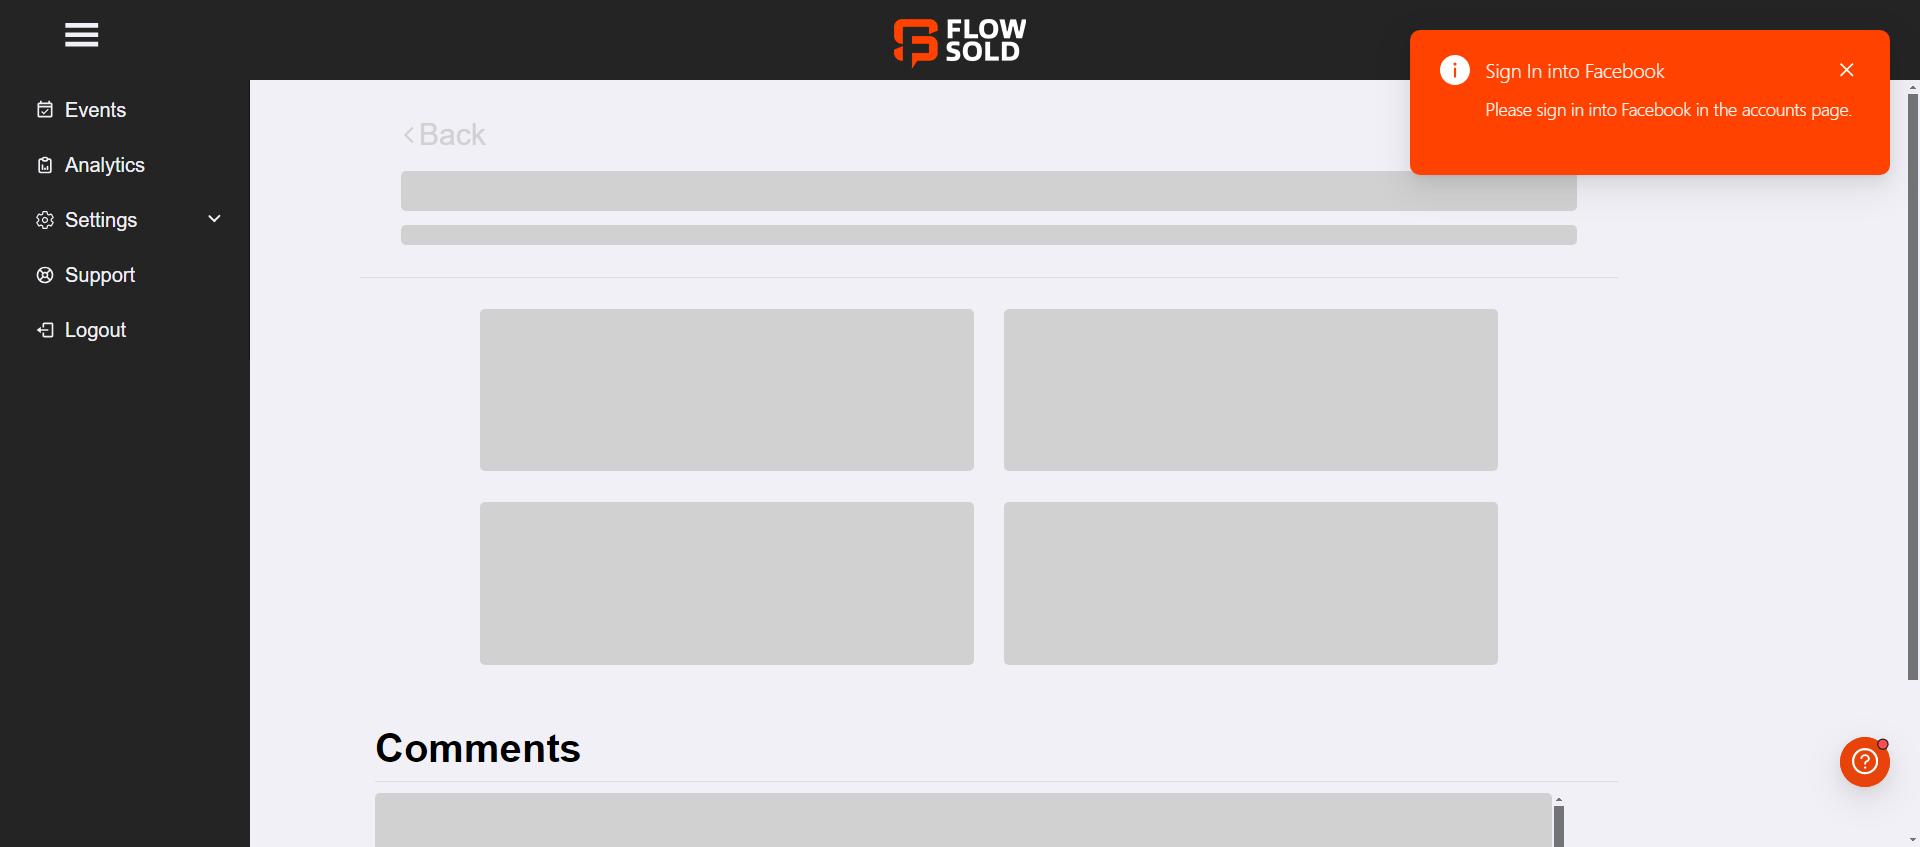 FLOW
SOLD
Sign In into Facebook
Please sign in into Facebook in the accounts page.
Events
Analytics
Settings
Support
Logout
Back
Comments